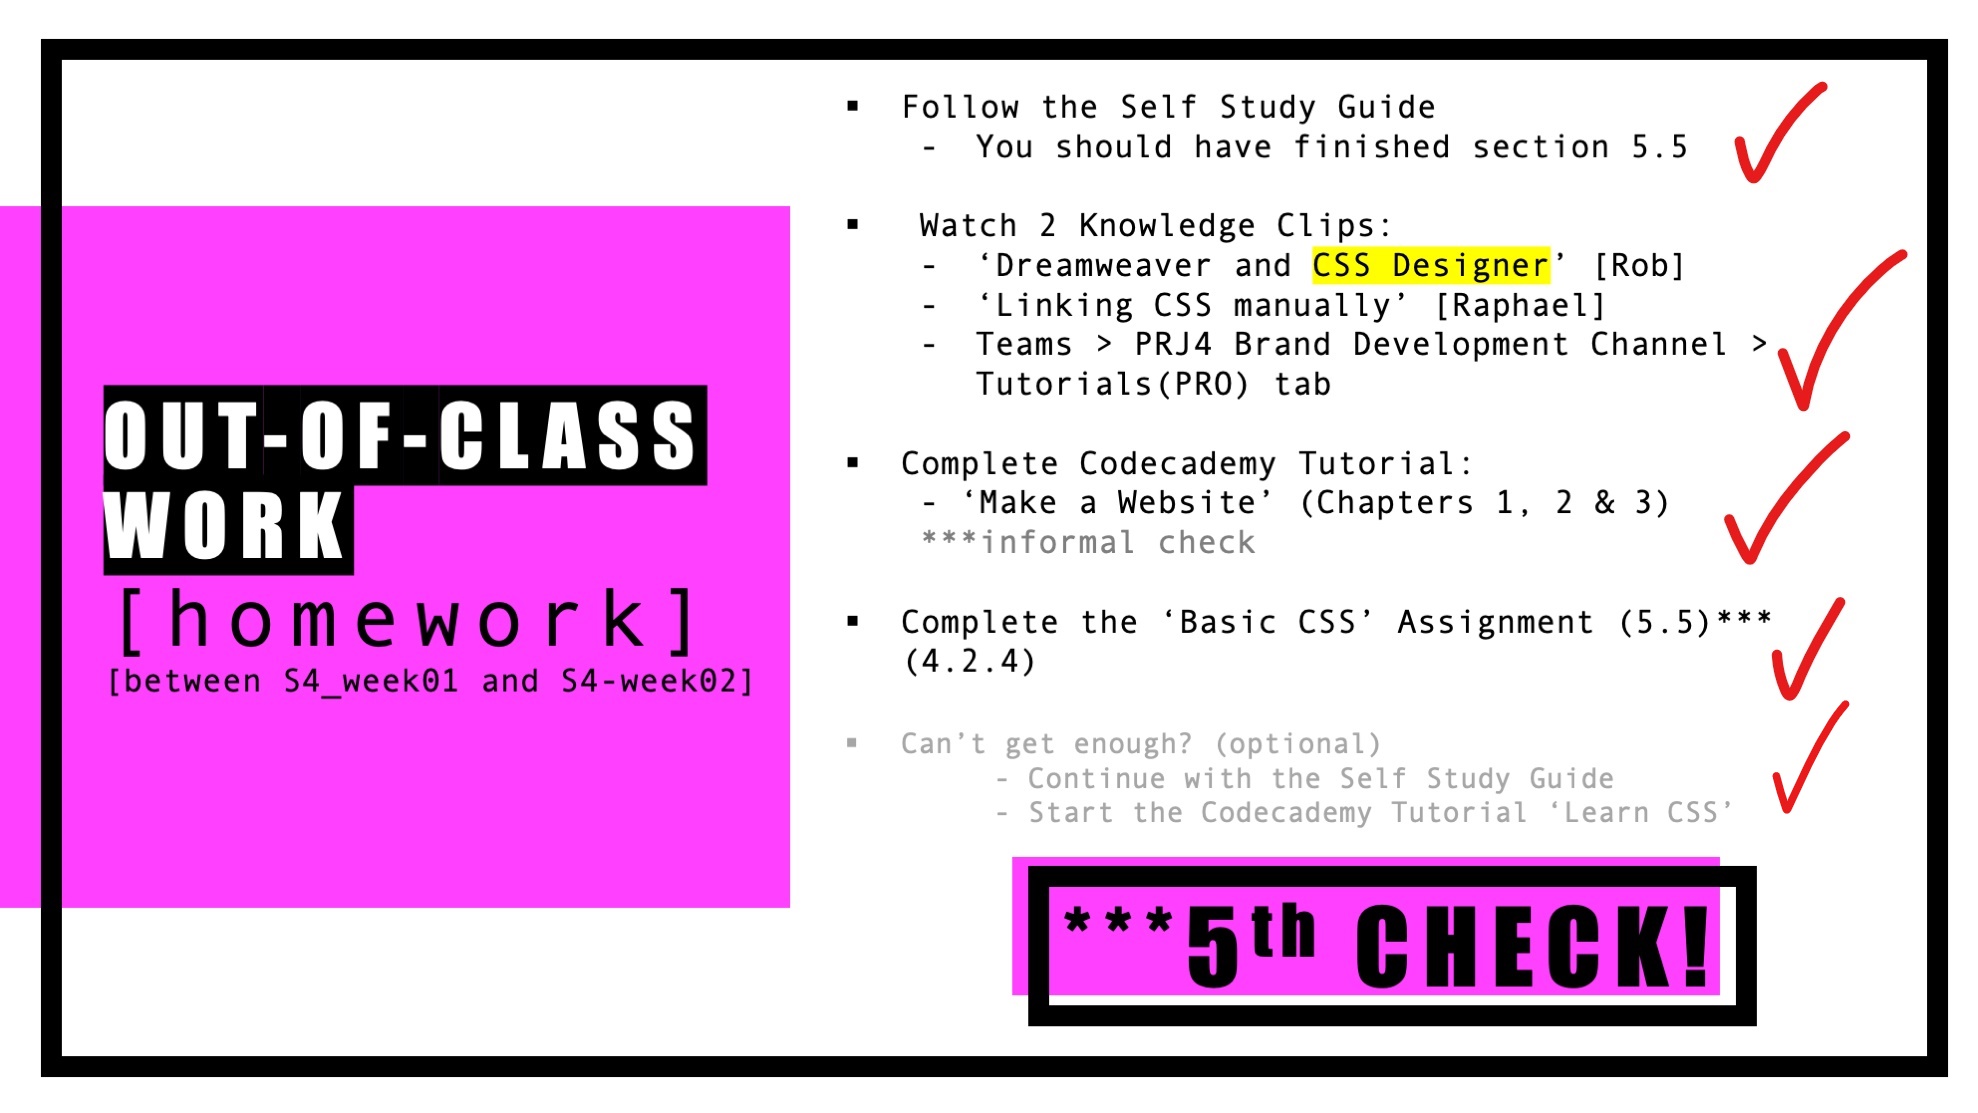 OUT-OF-CLASS
WORK
[homework]
[between S4_week01 and S4-week02]
▪ Follow the Self Study Guide
- You should have finished section 5.5
▪ Watch 2 Knowledge Clips:
- ‘Dreamweaver and CSS Designer’ [Rob]
- ‘Linking CSS manually’ [Raphael]
- Teams > PRJ4 Brand Development Channel >
Tutorials(PRO) tab
▪ Complete Codecademy Tutorial:
- ‘Make a Website’ (Chapters 1, 2 & 3)
***informal check
▪ Complete the ‘Basic CSS’ Assignment (5.5)***
(4.2.4)
▪ Can’t get enough? (optional)
- Continue with the Self Study Guide
- Start the Codecademy Tutorial ‘Learn CSS’
***5th CHECK!